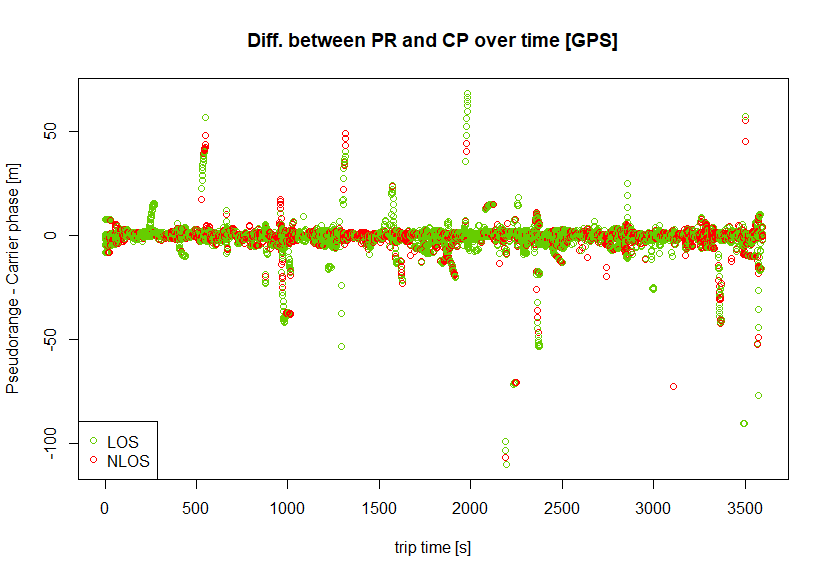 Diff. between PR and CP over time [GPS]
Pseudorange - Carrier phase [m]
50
0
-50
-100
LOS
NLOS
0 500 1000 1500 2000 2500 3000 3500
trip time [s]